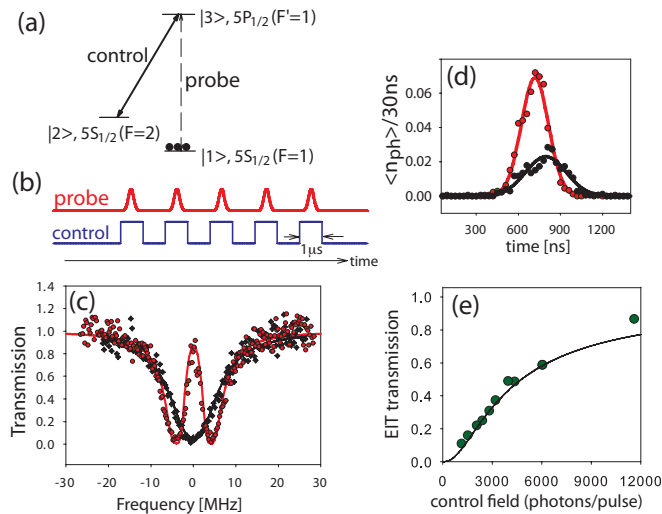 (a)
|3>, 5P1/2(F'=1)
control
probe
|2>, 5S1/2(F=2)
|1>, 5S1/2(F=1)
(b)
probe
control
1μs
time
(c)
Transmission
1.4
1.2
1.0
0.8
0.6
0.4
0.2
0.0
-30 -20 -10 0 10 20 30
Frequency [MHz]
(d)
<nph>/30ns
0.06
0.04
0.02
0.00
300 600 900 1200
time [ns]
(e)
EIT transmission
1.0
0.8
0.6
0.4
0.2
0.0
0 3000 6000 9000 12000
control field (photons/pulse)